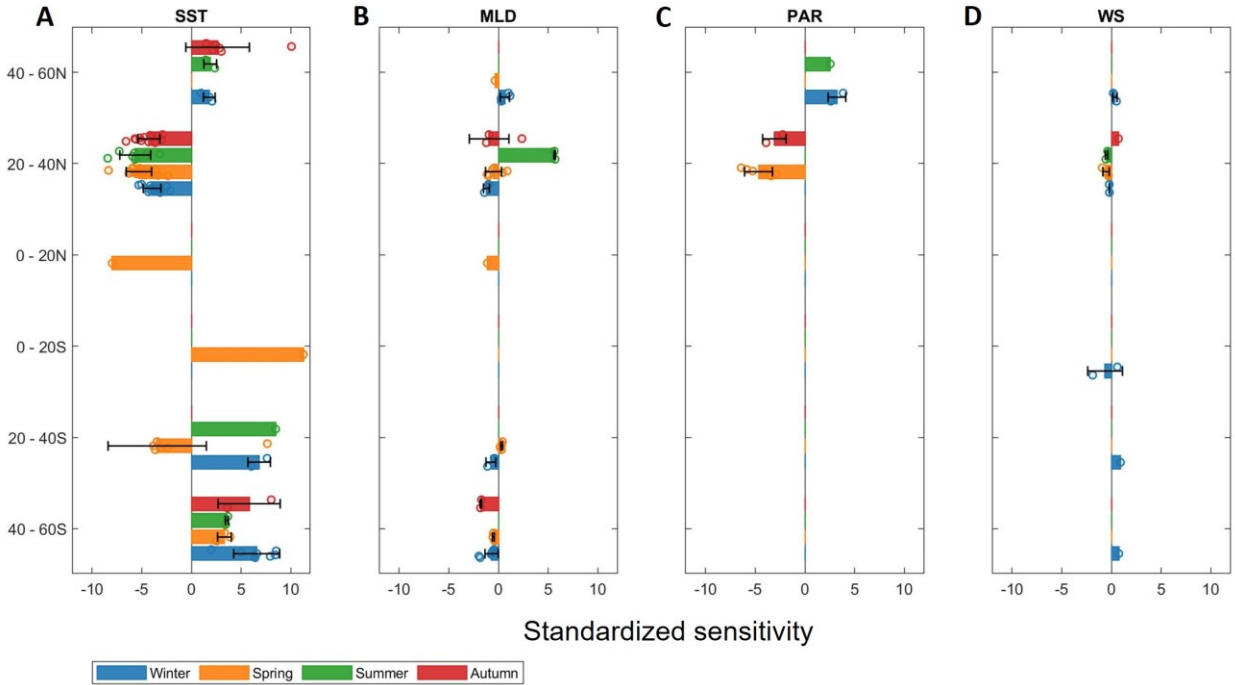 A SST
B MLD
C PAR
D WS
40 - 60N
20 - 40N
0 - 20N
0 - 20S
20 - 40S
40 - 60S
-10 -5 0 5 10
-10 -5 0 5 10
-10 -5 0 5 10
-10 -5 0 5 10
Standardized sensitivity
Winter Spring Summer Autumn